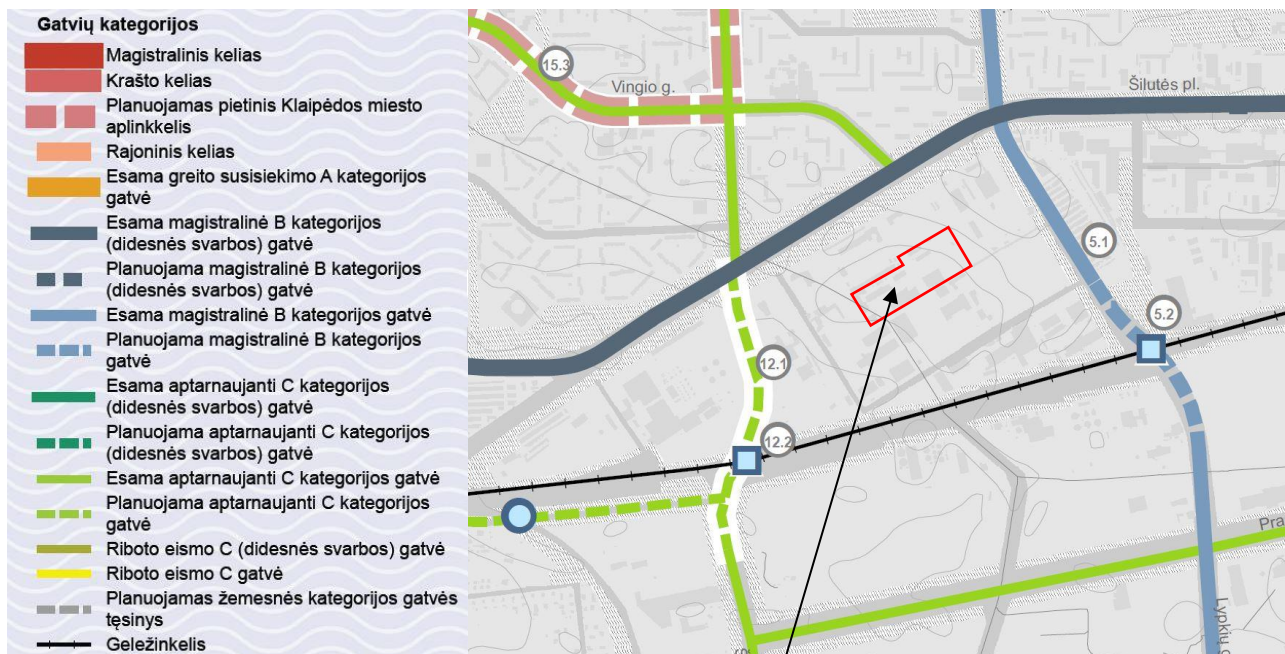 Gatvių kategorijos
Magistralinis kelias
Krašto kelias
Planuojamas pietinis Klaipėdos miesto
aplinkkelis
Rajoninis kelias
Esama greito susisiekimo A kategorijos
gatvė
Esama magistralinė B kategorijos
(didesnės svarbos) gatvė
Planuojama magistralinė B kategorijos
(didesnės svarbos) gatvė
Esama magistralinė B kategorijos gatvė
Planuojama magistralinė B kategorijos
gatvė
Esama aptarnaujanti C kategorijos
(didesnės svarbos) gatvė
Planuojama aptarnaujanti C kategorijos
(didesnės svarbos) gatvė
Esama aptarnaujanti C kategorijos gatvė
Planuojama aptarnaujanti C kategorijos
gatvė
Riboto eismo C (didesnės svarbos) gatvė
Riboto eismo C gatvė
Planuojamas žemesnės kategorijos gatvės
tęsinys
Geležinkelis
15.3
Vingio g.
Šilutės pl.
5.1
5.2
12.1
12.2
Pra
Lypkių g